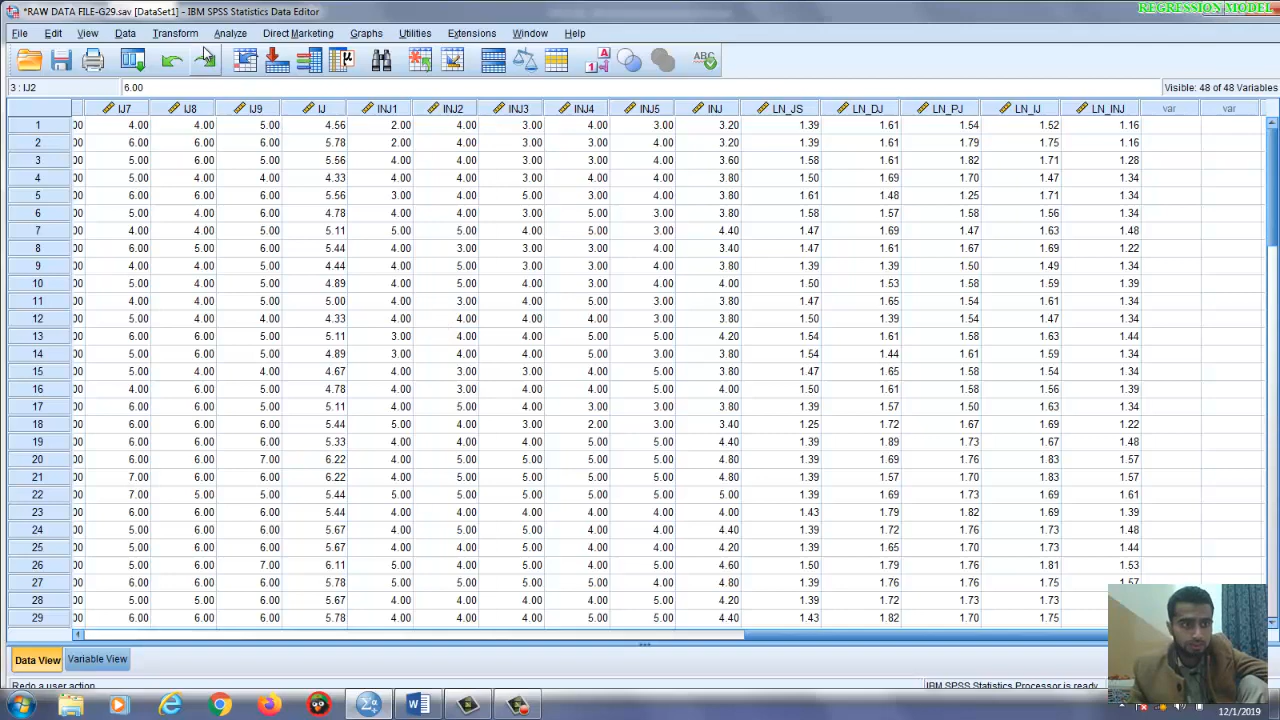 *RAW DATA FILE-G29.sav [DataSet1] - IBM SPSS Statistics Data Editor
REGRESSION MODEL
File Edit View Data Transform Analyze Direct Marketing Graphs Utilities Extensions Window Help
3 : IJ2 6.00 Visible: 48 of 48 Variables
IJ7 IJ8 IJ9 IJ INJ1 INJ2 INJ3 INJ4 INJ5 INJ LN_JS LN_DJ LN_PJ LN_IJ LN_INJ var var
1 00 4.00 4.00 5.00 4.56 2.00 4.00 3.00 4.00 3.00 3.20 1.39 1.61 1.54 1.52 1.16
2 00 6.00 6.00 6.00 5.78 2.00 4.00 3.00 3.00 4.00 3.20 1.39 1.61 1.79 1.75 1.16
3 00 5.00 6.00 5.00 5.56 4.00 4.00 3.00 3.00 4.00 3.60 1.58 1.61 1.82 1.71 1.28
4 00 5.00 4.00 4.00 4.33 4.00 4.00 3.00 4.00 4.00 3.80 1.50 1.69 1.70 1.47 1.34
5 00 6.00 6.00 6.00 5.56 3.00 4.00 5.00 3.00 4.00 3.80 1.61 1.48 1.25 1.71 1.34
6 00 5.00 4.00 6.00 4.78 4.00 4.00 3.00 5.00 3.00 3.80 1.58 1.57 1.58 1.56 1.34
7 00 4.00 4.00 5.00 5.11 5.00 5.00 4.00 5.00 3.00 4.40 1.47 1.69 1.47 1.63 1.48
8 00 6.00 5.00 6.00 5.44 4.00 3.00 3.00 3.00 4.00 3.40 1.47 1.61 1.67 1.69 1.22
9 00 4.00 4.00 5.00 4.44 4.00 5.00 3.00 3.00 4.00 3.80 1.39 1.39 1.50 1.49 1.34
10 00 5.00 4.00 5.00 4.89 4.00 5.00 3.00 4.00 4.00 4.00 1.50 1.53 1.58 1.59 1.39
11 00 4.00 4.00 5.00 5.00 4.00 3.00 4.00 5.00 3.00 3.80 1.47 1.65 1.54 1.61 1.34
12 00 5.00 4.00 4.00 4.33 4.00 4.00 4.00 4.00 3.00 3.80 1.50 1.39 1.54 1.47 1.34
13 00 6.00 6.00 5.00 5.11 3.00 4.00 4.00 5.00 5.00 4.20 1.54 1.61 1.58 1.63 1.44
14 00 5.00 6.00 5.00 4.89 3.00 4.00 4.00 5.00 3.00 3.80 1.54 1.44 1.61 1.59 1.34
15 00 5.00 4.00 4.00 4.67 4.00 3.00 3.00 4.00 5.00 3.80 1.47 1.65 1.58 1.54 1.34
16 00 4.00 6.00 5.00 4.78 4.00 3.00 4.00 4.00 5.00 4.00 1.50 1.61 1.58 1.56 1.39
17 00 6.00 6.00 5.00 5.11 4.00 5.00 4.00 3.00 3.00 3.80 1.39 1.57 1.50 1.63 1.34
18 00 6.00 6.00 6.00 5.44 5.00 4.00 3.00 2.00 3.00 3.40 1.25 1.72 1.67 1.69 1.22
19 00 5.00 6.00 6.00 5.33 4.00 4.00 4.00 5.00 5.00 4.40 1.39 1.89 1.73 1.67 1.48
20 00 6.00 6.00 7.00 6.22 4.00 5.00 5.00 5.00 5.00 4.80 1.39 1.69 1.76 1.83 1.57
21 00 7.00 6.00 6.00 6.22 4.00 5.00 5.00 5.00 5.00 4.80 1.39 1.57 1.70 1.83 1.57
22 00 7.00 5.00 6.00 5.44 5.00 5.00 5.00 5.00 5.00 5.00 1.39 1.69 1.73 1.69 1.61
23 00 6.00 6.00 6.00 5.44 4.00 4.00 4.00 4.00 4.00 4.00 1.43 1.79 1.82 1.69 1.39
24 00 5.00 6.00 6.00 5.67 4.00 5.00 5.00 4.00 4.00 4.40 1.39 1.72 1.76 1.73 1.48
25 00 5.00 6.00 6.00 5.67 4.00 4.00 5.00 4.00 4.00 4.20 1.39 1.65 1.70 1.73 1.44
26 00 5.00 6.00 7.00 6.11 5.00 5.00 5.00 4.00 4.00 4.60 1.50 1.79 1.76 1.81 1.53
27 00 6.00 6.00 6.00 5.78 5.00 5.00 5.00 5.00 4.00 4.80 1.39 1.76 1.76 1.75 1.57
28 00 5.00 6.00 6.00 5.67 4.00 4.00 4.00 4.00 5.00 4.20 1.39 1.72 1.73 1.73
29 00 6.00 6.00 6.00 5.78 4.00 4.00 4.00 5.00 5.00 4.40 1.43 1.82 1.70 1.75
Data View Variable View
Redo a user action IBM SPSS Statistics Processor is ready
12/1/2019